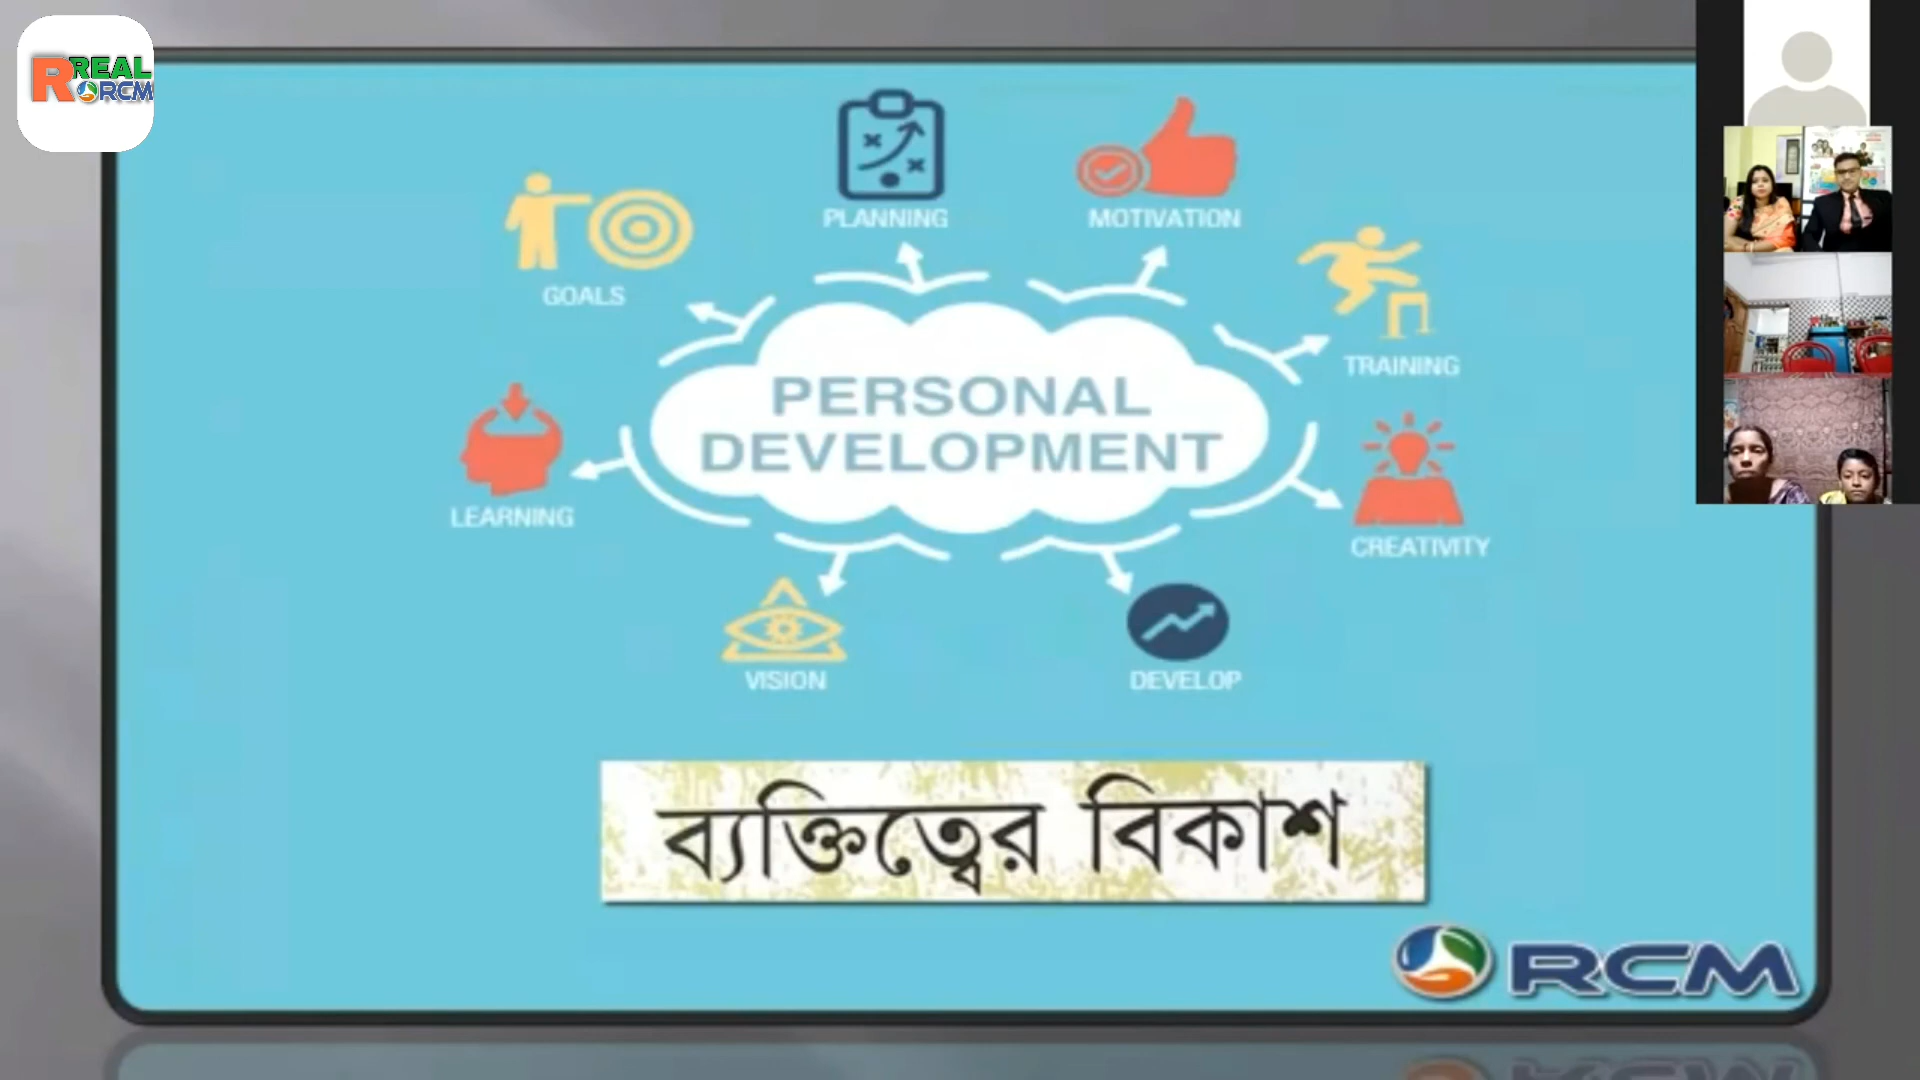 REAL
RCM
PLANNING
MOTIVATION
GOALS
TRAINING
PERSONAL
DEVELOPMENT
LEARNING
CREATIVITY
VISION
DEVELOP
ব্যক্তিত্বের বিকাশ
RCM